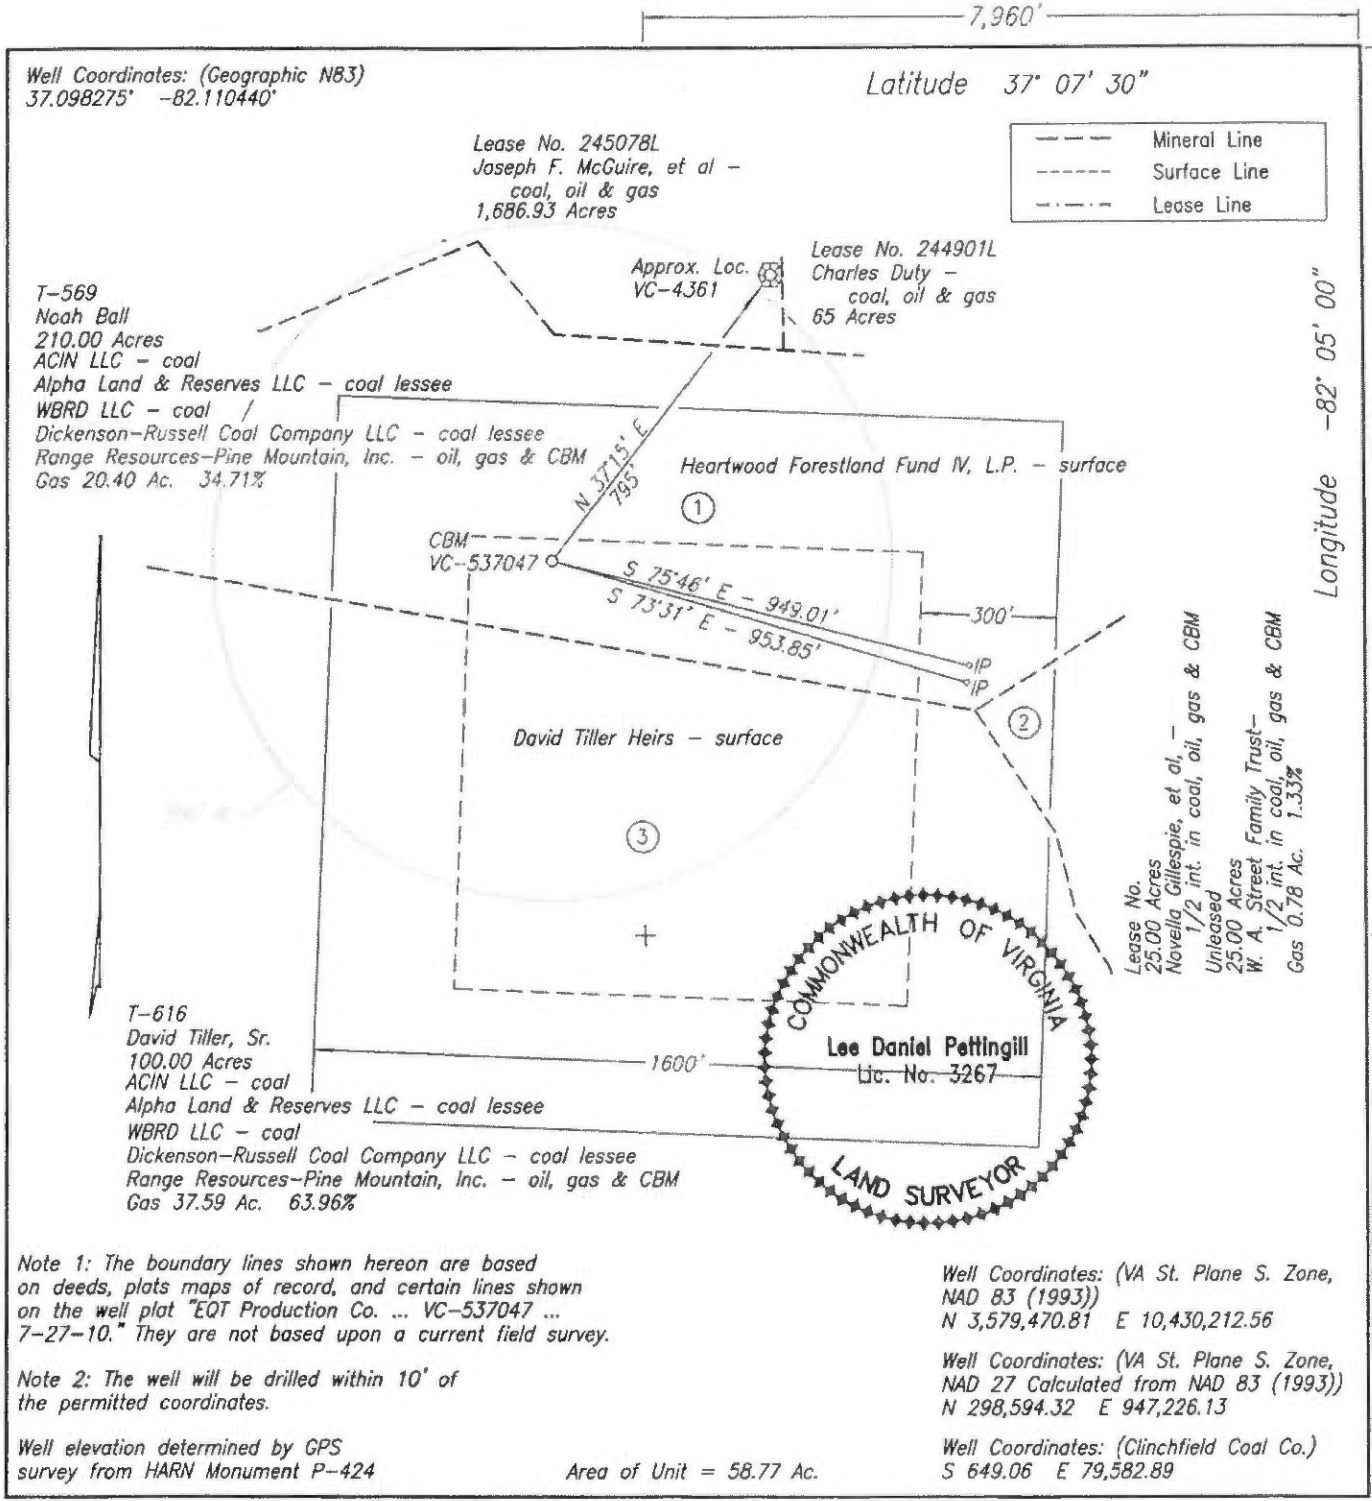 7,960'
Well Coordinates: (Geographic N83)
37.098275° -82.110440°
Latitude 37° 07' 30"
Mineral Line
Surface Line
Lease Line
Lease No. 245078L
Joseph F. McGuire, et al –
coal, oil & gas
1,686.93 Acres
Approx. Loc.
VC-4361
Lease No. 244901L
Charles Duty –
coal, oil & gas
65 Acres
Longitude -82° 05' 00"
T-569
Noah Ball
210.00 Acres
ACIN LLC – coal
Alpha Land & Reserves LLC – coal lessee
WBRD LLC – coal
Dickenson-Russell Coal Company LLC – coal lessee
Range Resources-Pine Mountain, Inc. – oil, gas & CBM
Gas 20.40 Ac. 34.71%
N 37°15' E
795'
Heartwood Forestland Fund IV, L.P. – surface
1
CBM
VC-537047
S 75°46' E – 949.01'
S 73°31' E – 953.85'
300'
IP
IP
2
David Tiller Heirs – surface
3
Lease No.
25.00 Acres
Novella Gillespie, et al, –
1/2 int. in coal, oil, gas & CBM
Unleased
25.00 Acres
W. A. Street Family Trust–
1/2 int. in coal, oil, gas & CBM
Gas 0.78 Ac. 1.33%
COMMONWEALTH OF VIRGINIA
Lee Daniel Pettingill
Lic. No. 3267
LAND SURVEYOR
1600'
T-616
David Tiller, Sr.
100.00 Acres
ACIN LLC – coal
Alpha Land & Reserves LLC – coal lessee
WBRD LLC – coal
Dickenson-Russell Coal Company LLC – coal lessee
Range Resources-Pine Mountain, Inc. – oil, gas & CBM
Gas 37.59 Ac. 63.96%
Note 1: The boundary lines shown hereon are based
on deeds, plats maps of record, and certain lines shown
on the well plat "EQT Production Co. ... VC-537047 ...
7-27-10." They are not based upon a current field survey.
Note 2: The well will be drilled within 10' of
the permitted coordinates.
Well elevation determined by GPS
survey from HARN Monument P-424
Area of Unit = 58.77 Ac.
Well Coordinates: (VA St. Plane S. Zone,
NAD 83 (1993))
N 3,579,470.81 E 10,430,212.56
Well Coordinates: (VA St. Plane S. Zone,
NAD 27 Calculated from NAD 83 (1993))
N 298,594.32 E 947,226.13
Well Coordinates: (Clinchfield Coal Co.)
S 649.06 E 79,582.89